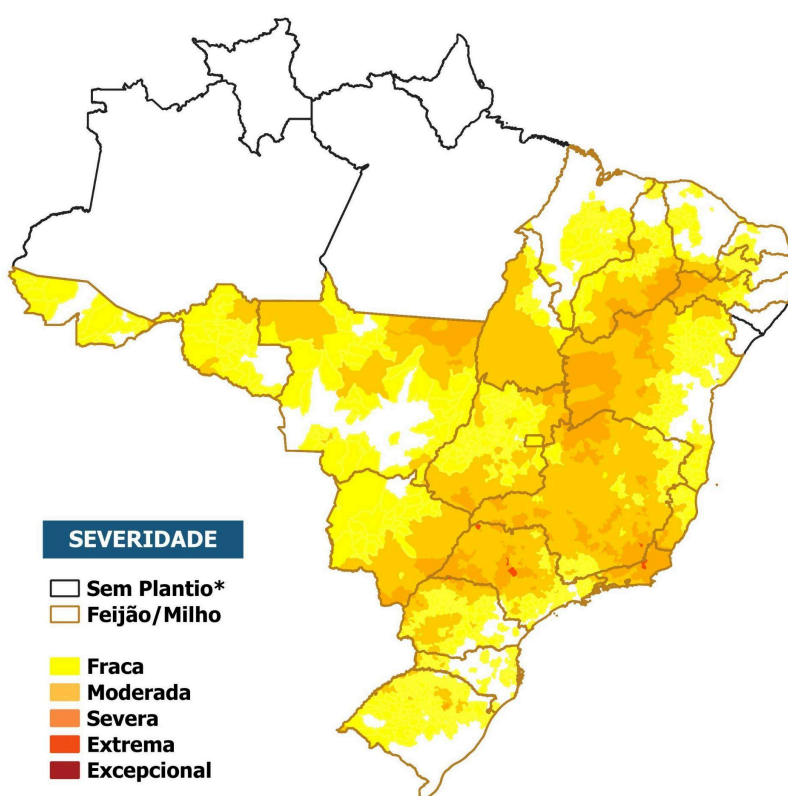 SEVERIDADE
Sem Plantio*
Feijão/Milho
Fraca
Moderada
Severa
Extrema
Excepcional